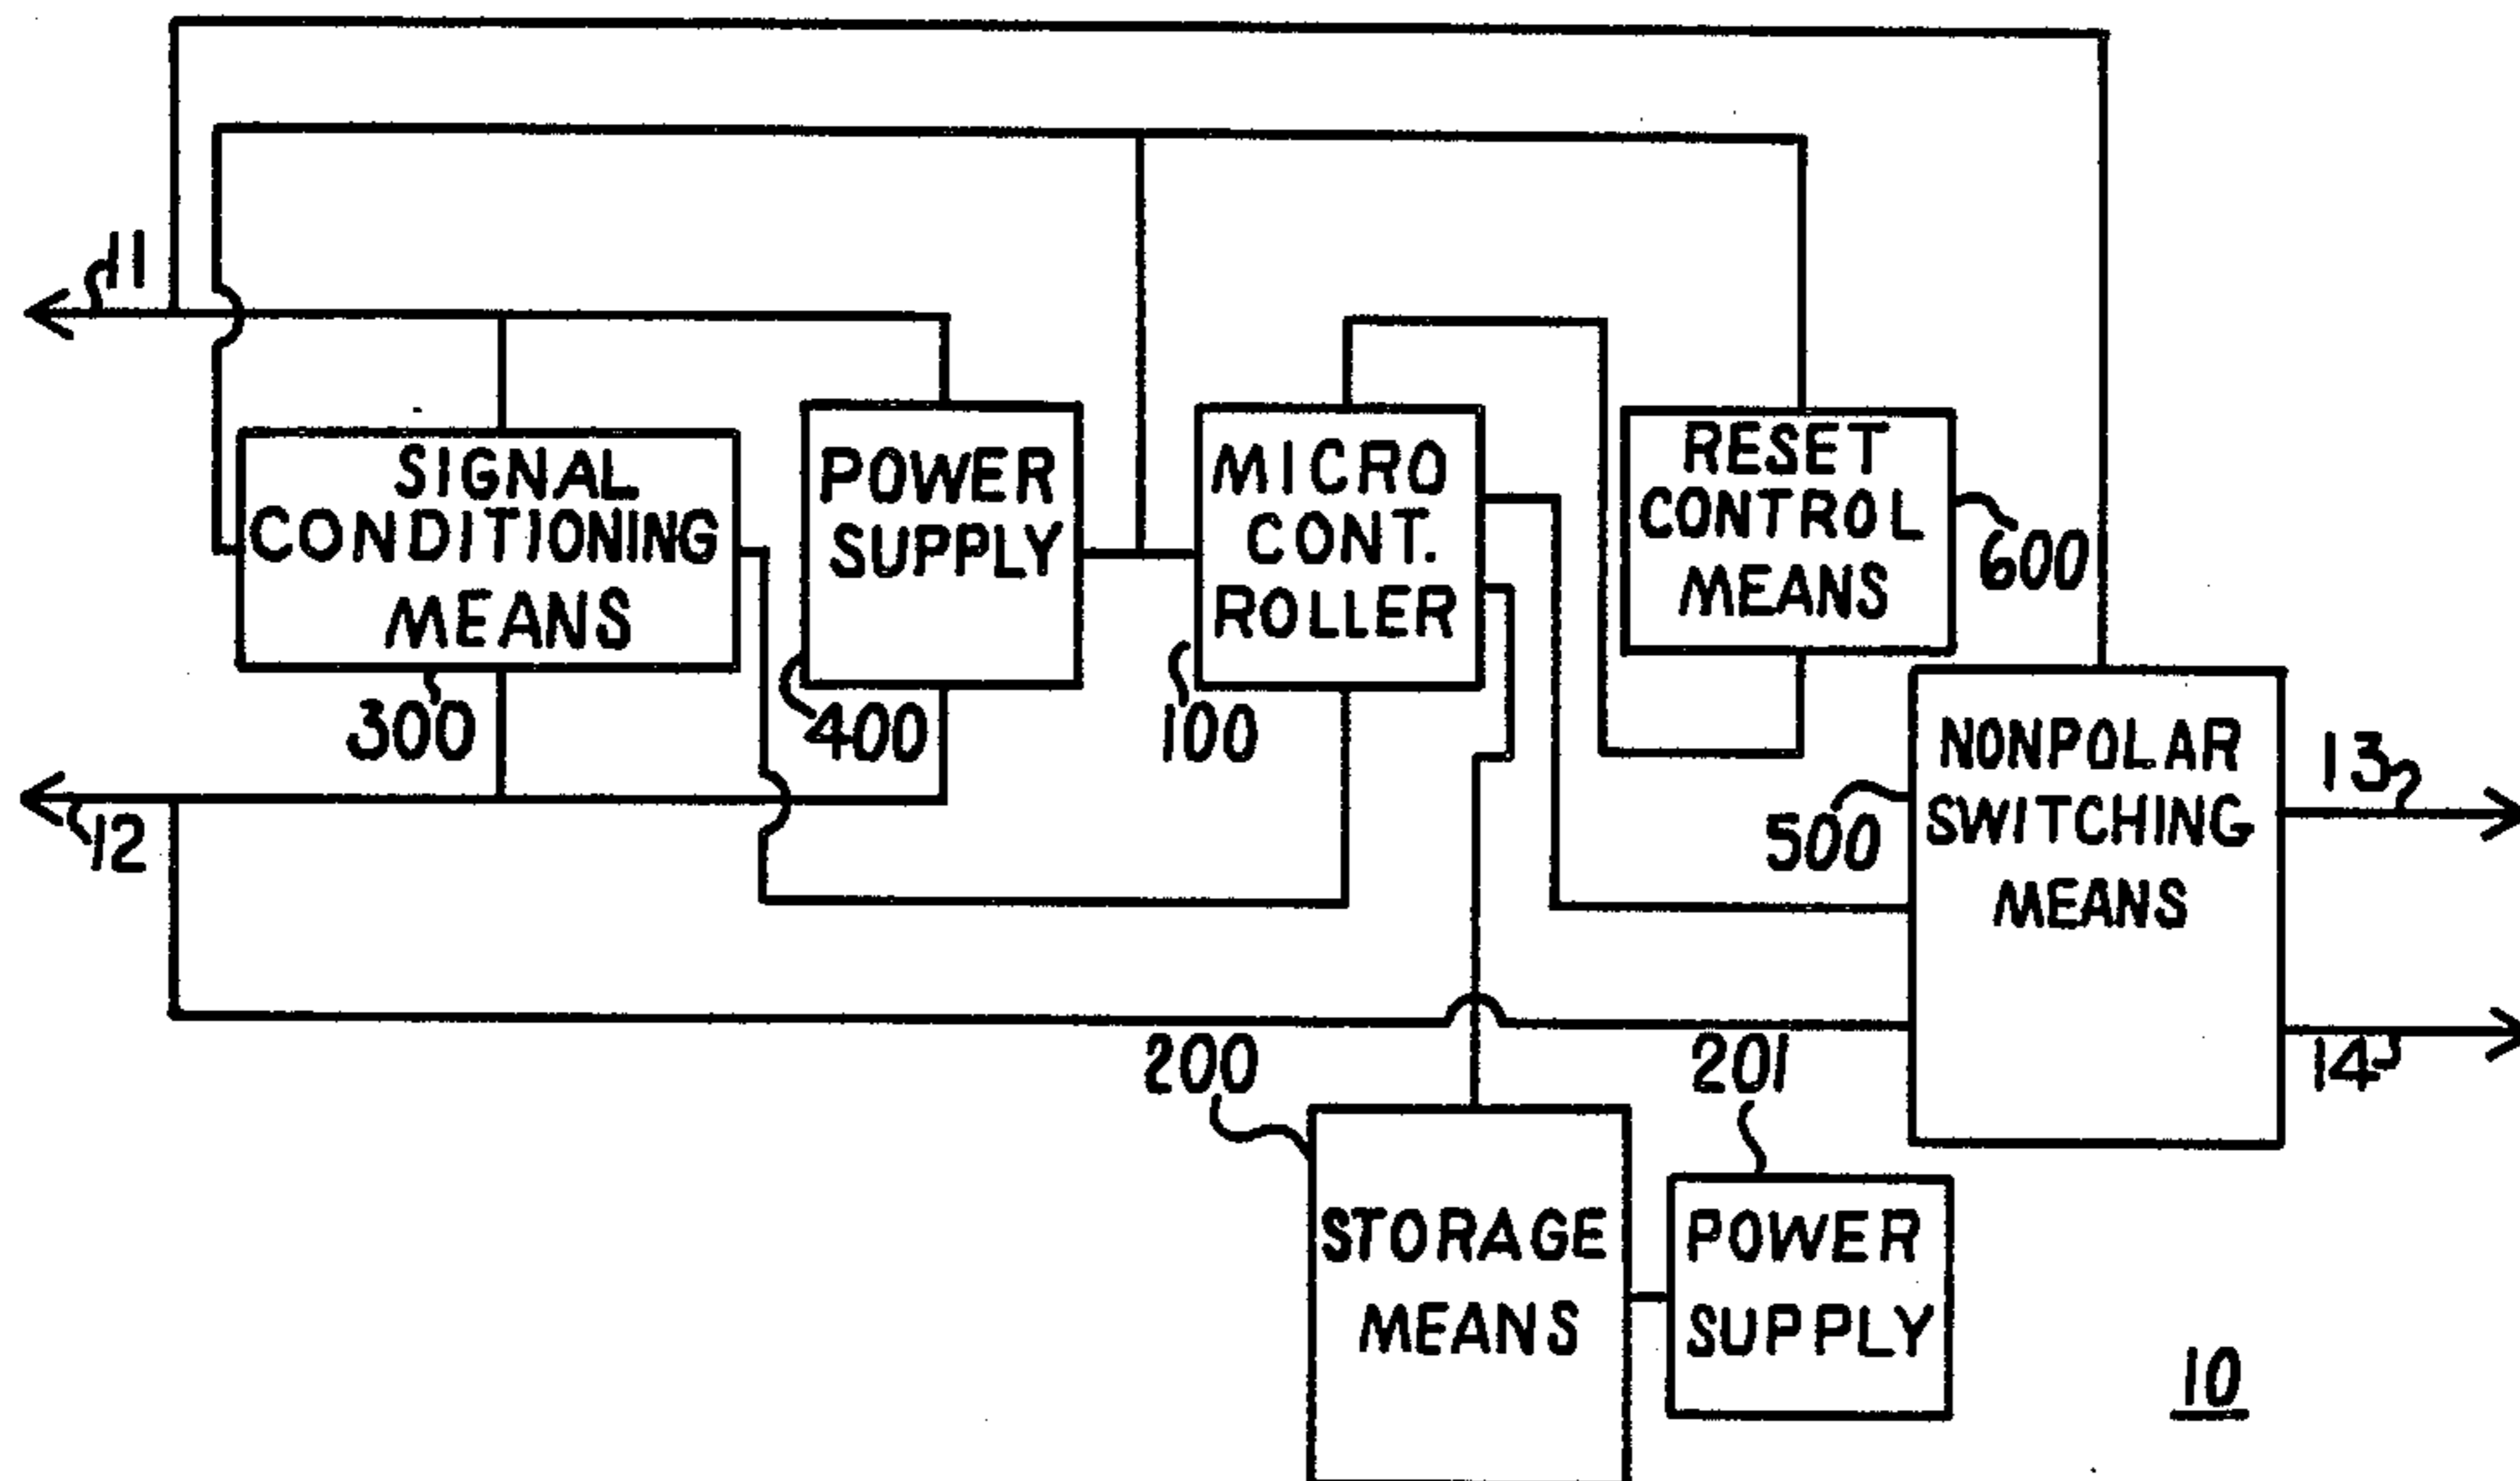 11
SIGNAL
CONDITIONING
MEANS
300
POWER
SUPPLY
400
MICRO
CONT.
ROLLER
100
RESET
CONTROL
MEANS
600
12
NONPOLAR
SWITCHING
MEANS
500
13
14
200
STORAGE
MEANS
201
POWER
SUPPLY
10